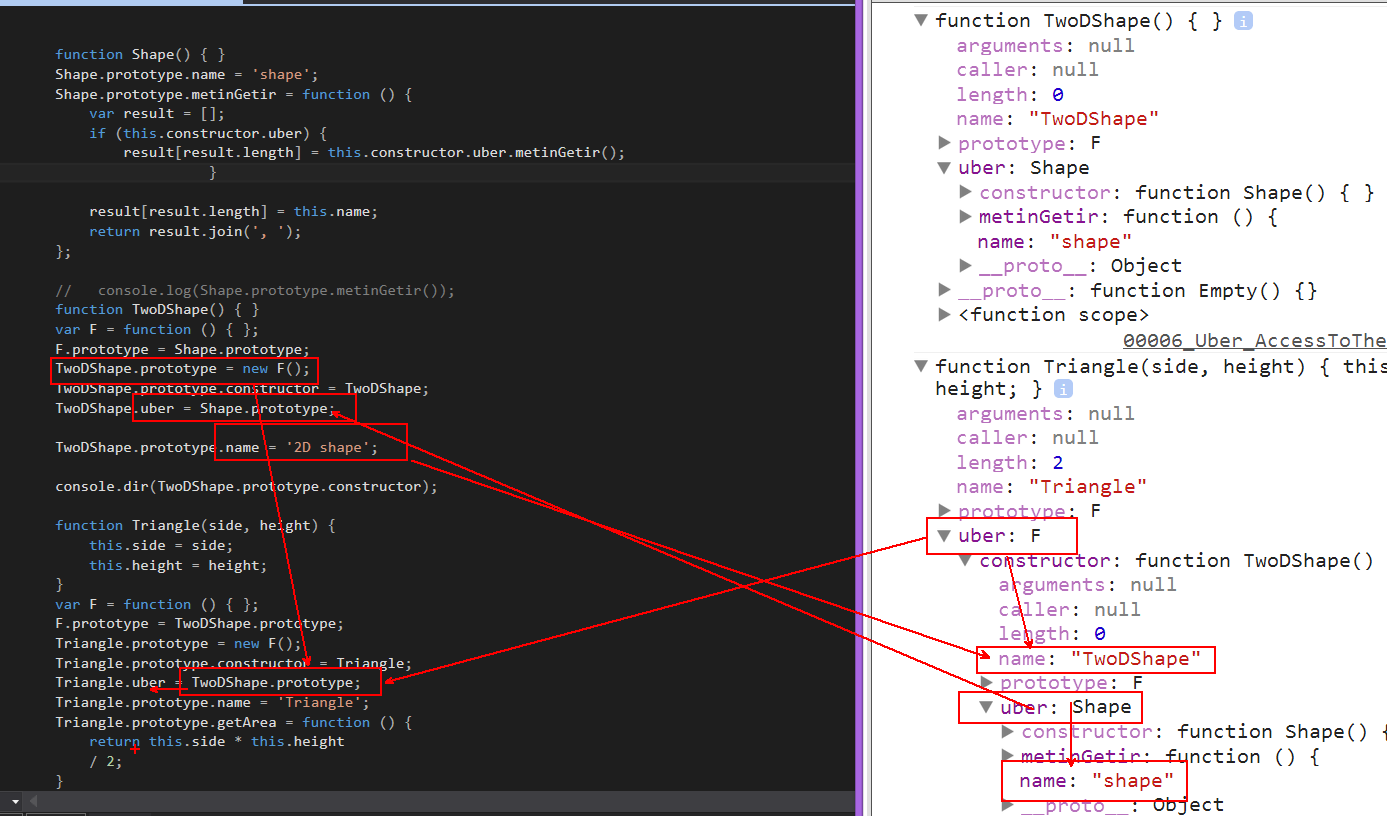 function Shape() { }
Shape.prototype.name = 'shape';
Shape.prototype.metinGetir = function () {
    var result = [];
    if (this.constructor.uber) {
        result[result.length] = this.constructor.uber.metinGetir();
                  }
    result[result.length] = this.name;
    return result.join(', ');
};
//   console.log(Shape.prototype.metinGetir());
function TwoDShape() { }
var F = function () { };
F.prototype = Shape.prototype;
TwoDShape.prototype = new F();
TwoDShape.prototype.constructor = TwoDShape;
TwoDShape.uber = Shape.prototype;
TwoDShape.prototype.name = '2D shape';
console.dir(TwoDShape.prototype.constructor);
function Triangle(side, height) {
    this.side = side;
    this.height = height;
}
var F = function () { };
F.prototype = TwoDShape.prototype;
Triangle.prototype = new F();
Triangle.prototype.constructor = Triangle;
Triangle.uber = TwoDShape.prototype;
Triangle.prototype.name = 'Triangle';
Triangle.prototype.getArea = function () {
    return this.side * this.height
    / 2;
}
▼ function TwoDShape() { } i
arguments: null
caller: null
length: 0
name: "TwoDShape"
▶ prototype: F
▼ uber: Shape
▶ constructor: function Shape() { }
▶ metinGetir: function () {
name: "shape"
▶ __proto__: Object
▶ __proto__: function Empty() {}
▶ <function scope>
00006_Uber_AccessToThe
▼ function Triangle(side, height) { this
height; } i
arguments: null
caller: null
length: 2
name: "Triangle"
▶ prototype: F
▼ uber: F
▼ constructor: function TwoDShape()
arguments: null
caller: null
length: 0
name: "TwoDShape"
▶ prototype: F
▼ uber: Shape
▶ constructor: function Shape() {
▶ metinGetir: function () {
name: "shape"
▶ __proto__: Object